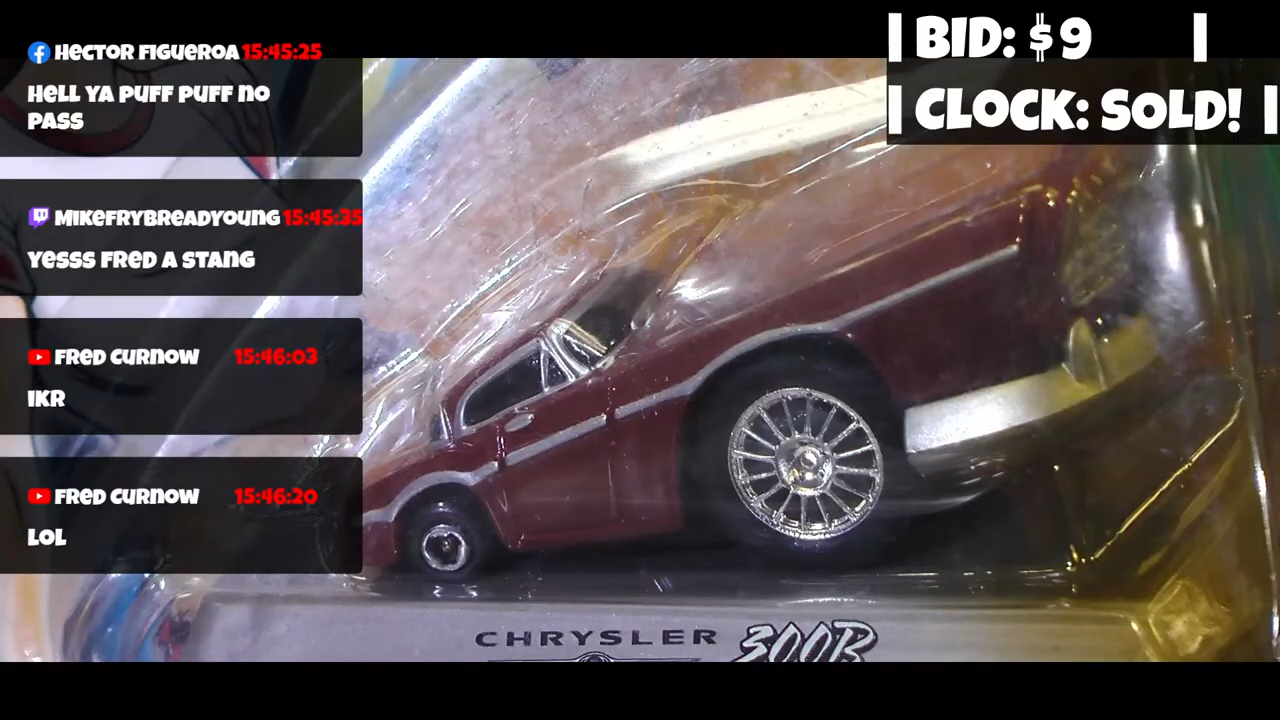 Hector Figueroa 15:45:25
Hell ya puff puff no
pass
MikeFryBreadYoung 15:45:35
Yesss Fred a stang
Fred Curnow 15:46:03
IKR
Fred Curnow 15:46:20
LOL
| BID: $9 |
| CLOCK: SOLD! |
CHRYSLER 300B